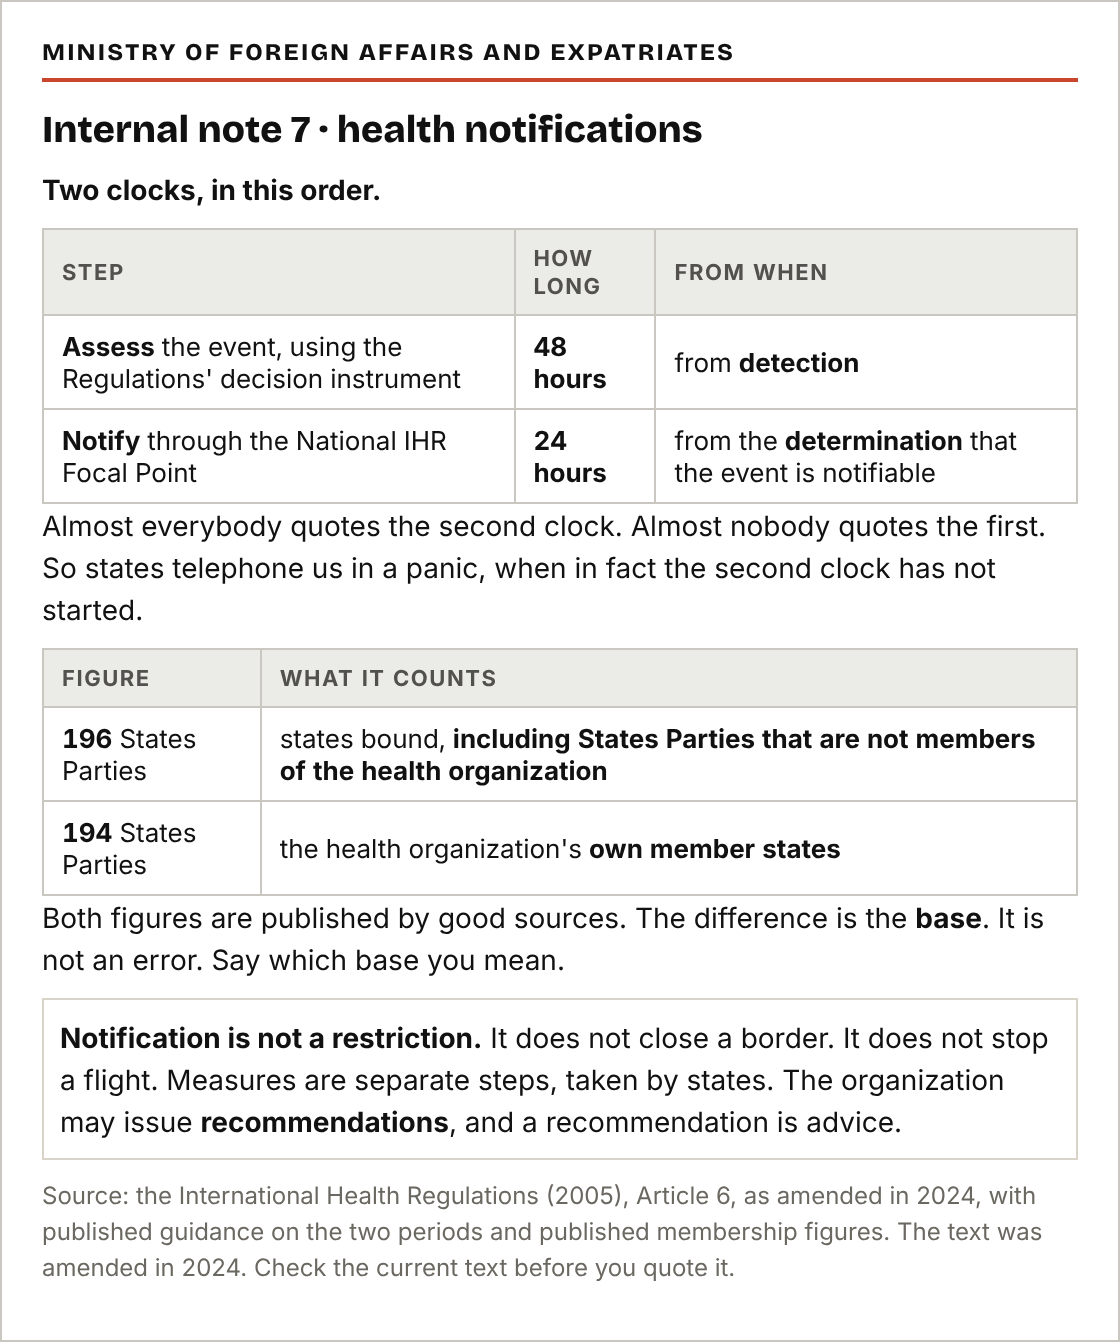 MINISTRY OF FOREIGN AFFAIRS AND EXPATRIATES
Internal note 7 · health notifications
Two clocks, in this order.
STEP
HOW
LONG
FROM WHEN
Assess the event, using the
Regulations' decision instrument
48
hours
from detection
Notify through the National IHR
Focal Point
24
hours
from the determination that
the event is notifiable
Almost everybody quotes the second clock. Almost nobody quotes the first.
So states telephone us in a panic, when in fact the second clock has not
started.
FIGURE
WHAT IT COUNTS
196 States
Parties
states bound, including States Parties that are not members
of the health organization
194 States
Parties
the health organization's own member states
Both figures are published by good sources. The difference is the base. It is
not an error. Say which base you mean.
Notification is not a restriction. It does not close a border. It does not stop
a flight. Measures are separate steps, taken by states. The organization
may issue recommendations, and a recommendation is advice.
Source: the International Health Regulations (2005), Article 6, as amended in 2024, with
published guidance on the two periods and published membership figures. The text was
amended in 2024. Check the current text before you quote it.